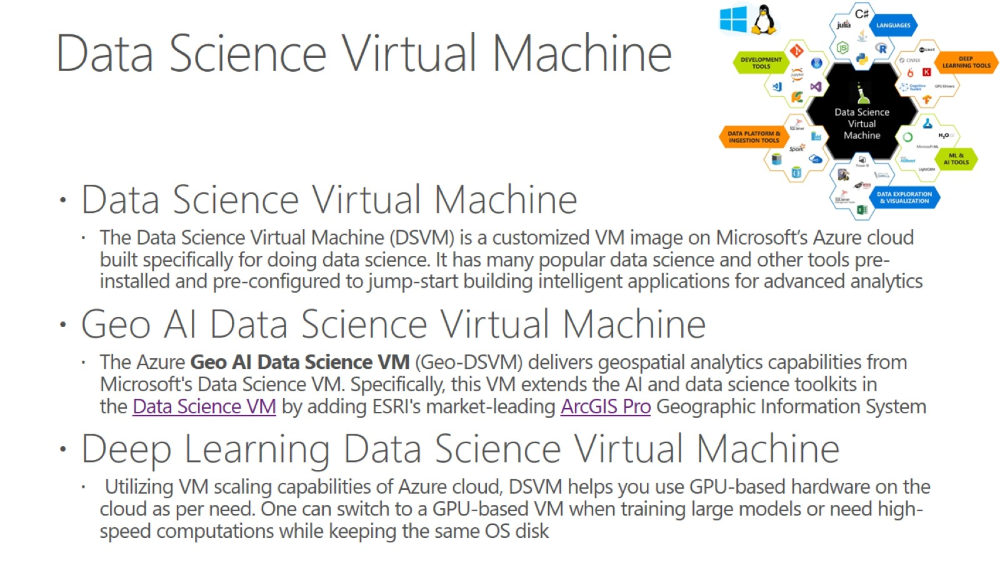 Data Science Virtual Machine
C#
julia
LANGUAGES
JS
R
DEVELOPMENT
TOOLS
jupyter
mxnet
ONNX
K
Cognitive
Toolkit
GPU Drivers
DEEP
LEARNING TOOLS
Data Science
Virtual
Machine
DATA PLATFORM &
INGESTION TOOLS
SQL Server
Spark
H2O.ai
Microsoft ML
XGBoost
LightGBM
ML &
AI TOOLS
Power BI
DRILL
WEKA
SQL Server
Management Studio
DATA EXPLORATION
& VISUALIZATION
• Data Science Virtual Machine
• The Data Science Virtual Machine (DSVM) is a customized VM image on Microsoft’s Azure cloud
built specifically for doing data science. It has many popular data science and other tools pre-
installed and pre-configured to jump-start building intelligent applications for advanced analytics
• Geo AI Data Science Virtual Machine
• The Azure Geo AI Data Science VM (Geo-DSVM) delivers geospatial analytics capabilities from
Microsoft's Data Science VM. Specifically, this VM extends the AI and data science toolkits in
the Data Science VM by adding ESRI's market-leading ArcGIS Pro Geographic Information System
• Deep Learning Data Science Virtual Machine
• Utilizing VM scaling capabilities of Azure cloud, DSVM helps you use GPU-based hardware on the
cloud as per need. One can switch to a GPU-based VM when training large models or need high-
speed computations while keeping the same OS disk